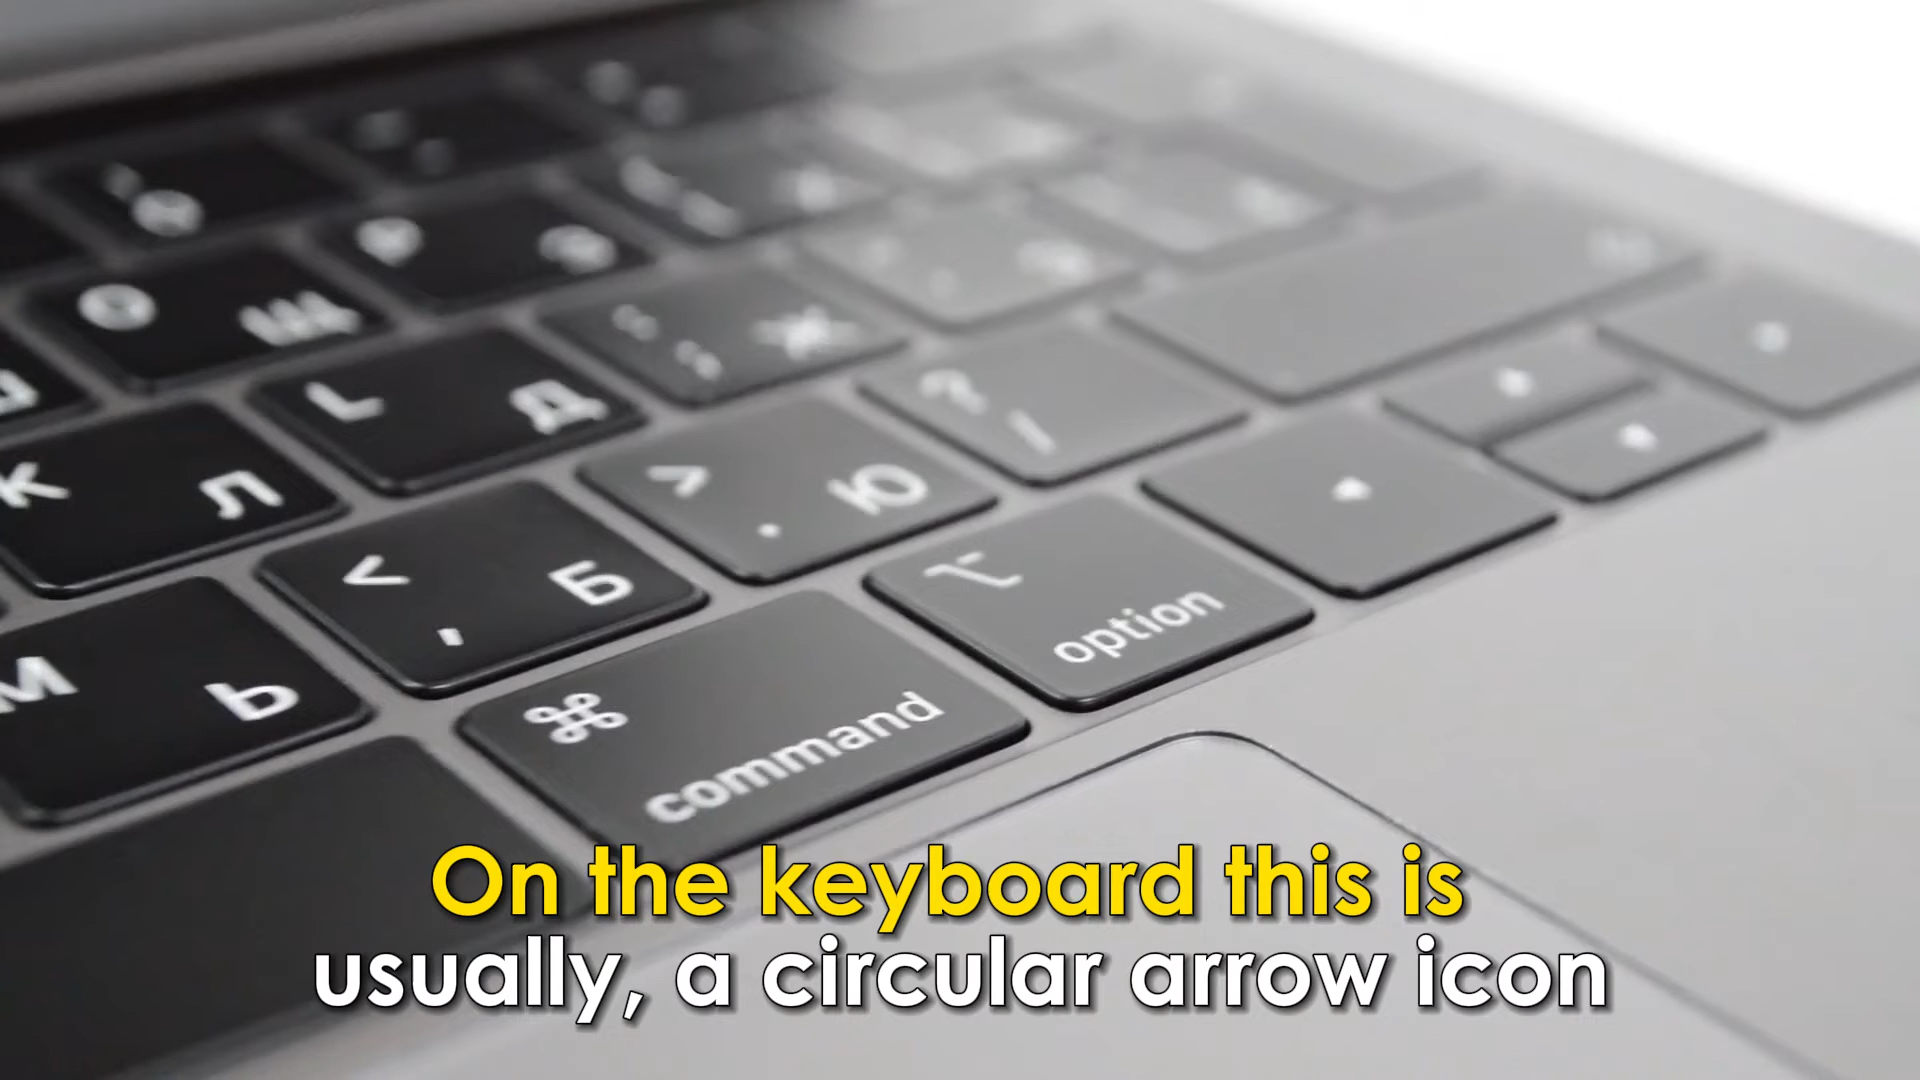 L Д
К Л
> . Ю
? /
< , Б
⌥
option
М Ь
⌘
command
On the keyboard this is
usually, a circular arrow icon